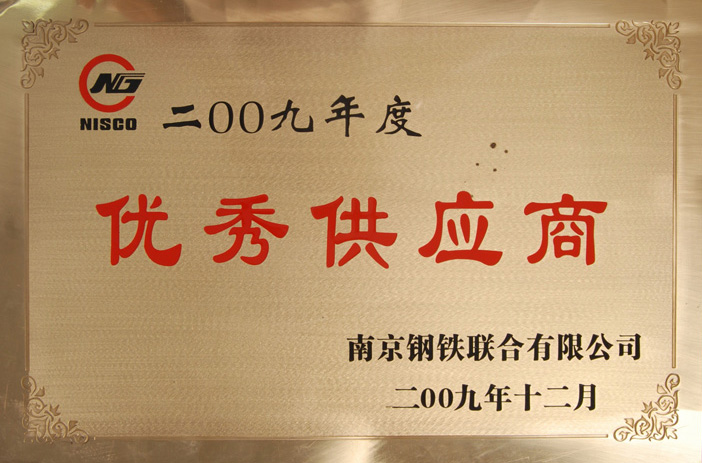 NG
NISCO
二00九年度
优秀供应商
南京钢铁联合有限公司
二00九年十二月